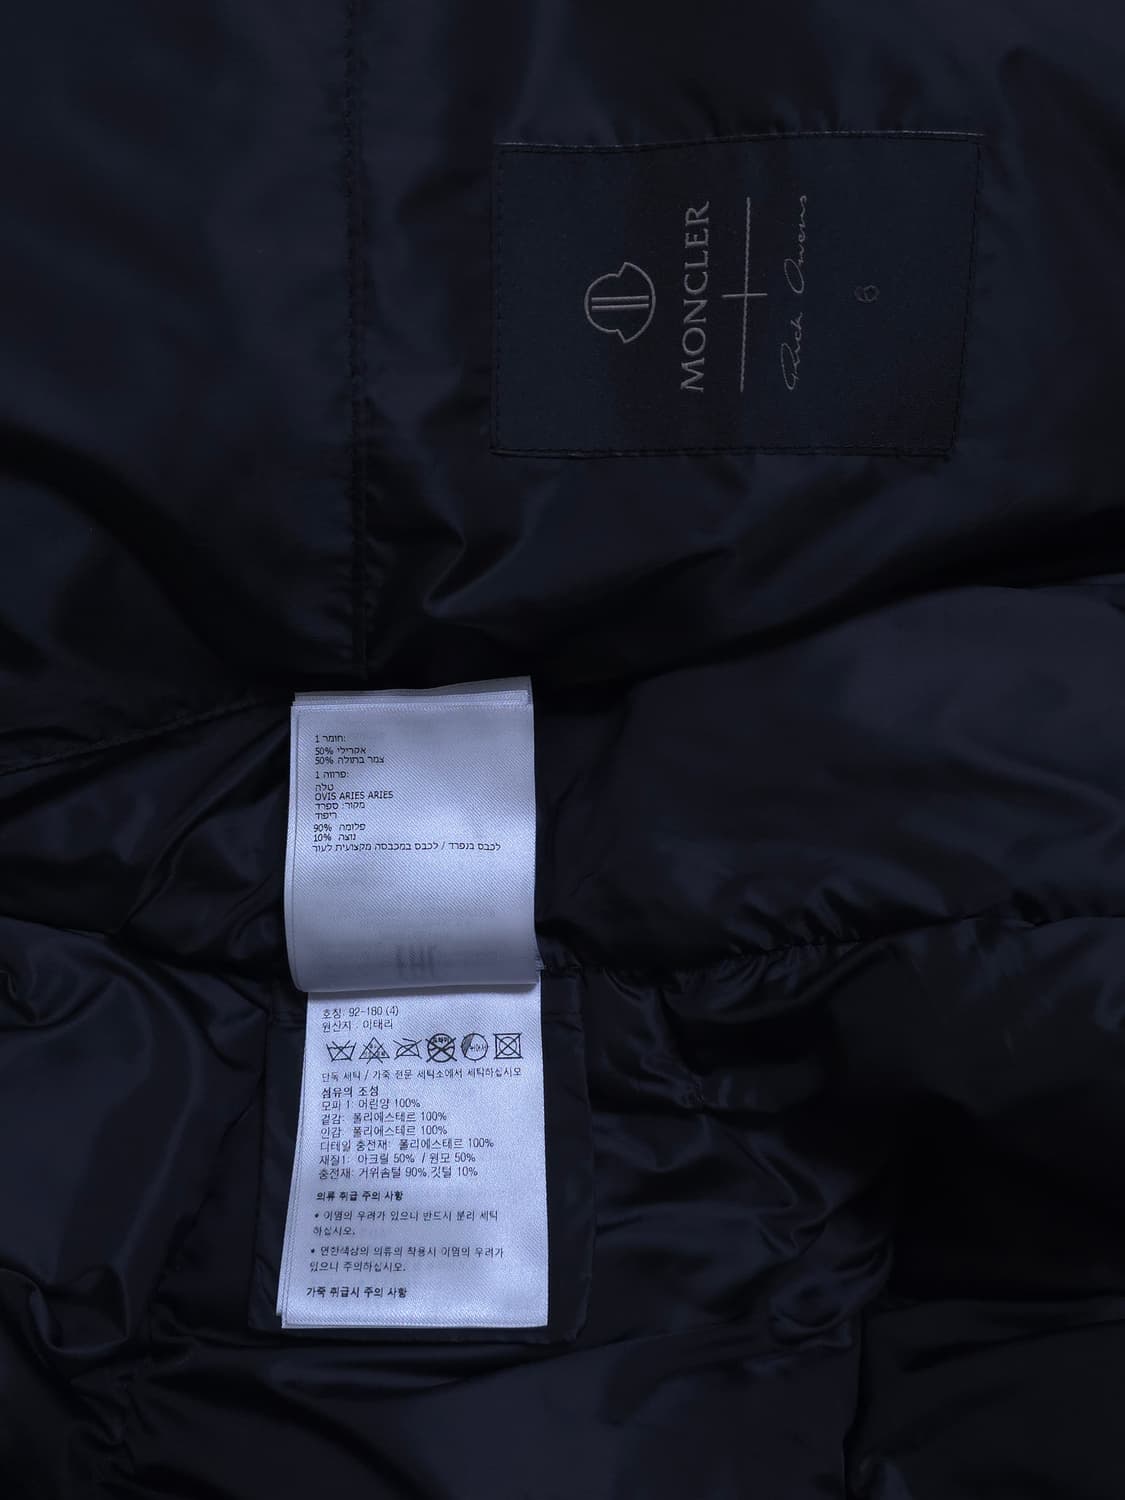 MONCLER
Rick Owens
6
חומר 1:
50% אקרילי
50% צמר בתולה
פרווה 1:
טלה
OVIS ARIES ARIES
מקור: ספרד
ריפוד
90% פלומה
10% נוצה
לכבס בנפרד / לכבס במכבסה מקצועית לעור
호칭: 92-180 (4)
원산지 : 이태리
단독 세탁 / 가죽 전문 세탁소에서 세탁하십시오
섬유의 조성
모피 1: 어린양 100%
겉감: 폴리에스테르 100%
안감: 폴리에스테르 100%
디테일 충전재: 폴리에스테르 100%
재질1: 아크릴 50% / 원모 50%
충전재: 거위솜털 90%.깃털 10%
의류 취급 주의 사항
* 이염의 우려가 있으니 반드시 분리 세탁
하십시오.
* 연한색상의 의류의 착용시 이염의 우려가
있으니 주의하십시오.
가죽 취급시 주의 사항